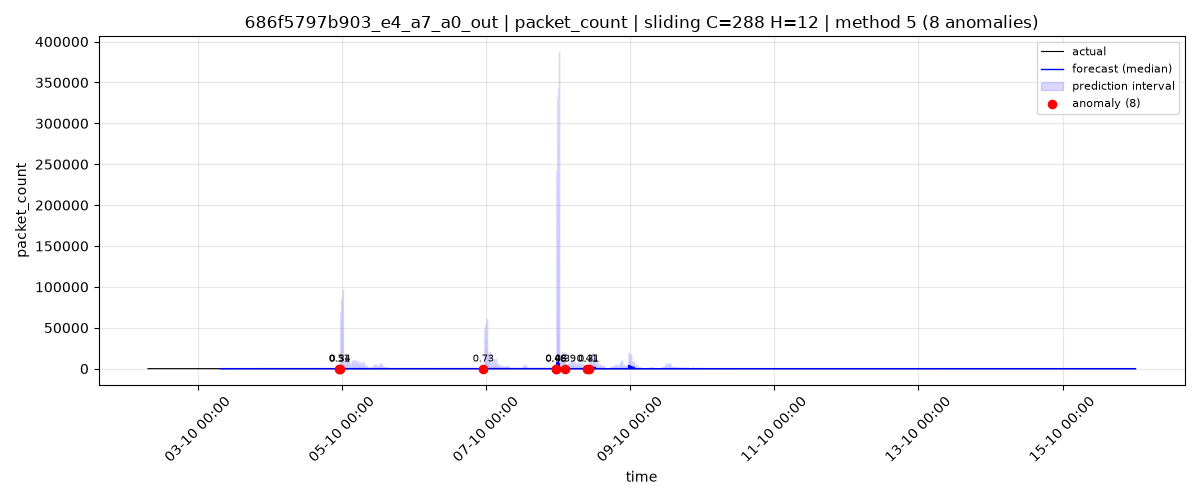 686f5797b903_e4_a7_a0_out | packet_count | sliding C=288 H=12 | method 5 (8 anomalies)
packet_count
400000
350000
300000
250000
200000
150000
100000
50000
0
actual
forecast (median)
prediction interval
anomaly (8)
0.73
03-10 00:00
05-10 00:00
07-10 00:00
09-10 00:00
11-10 00:00
13-10 00:00
15-10 00:00
time